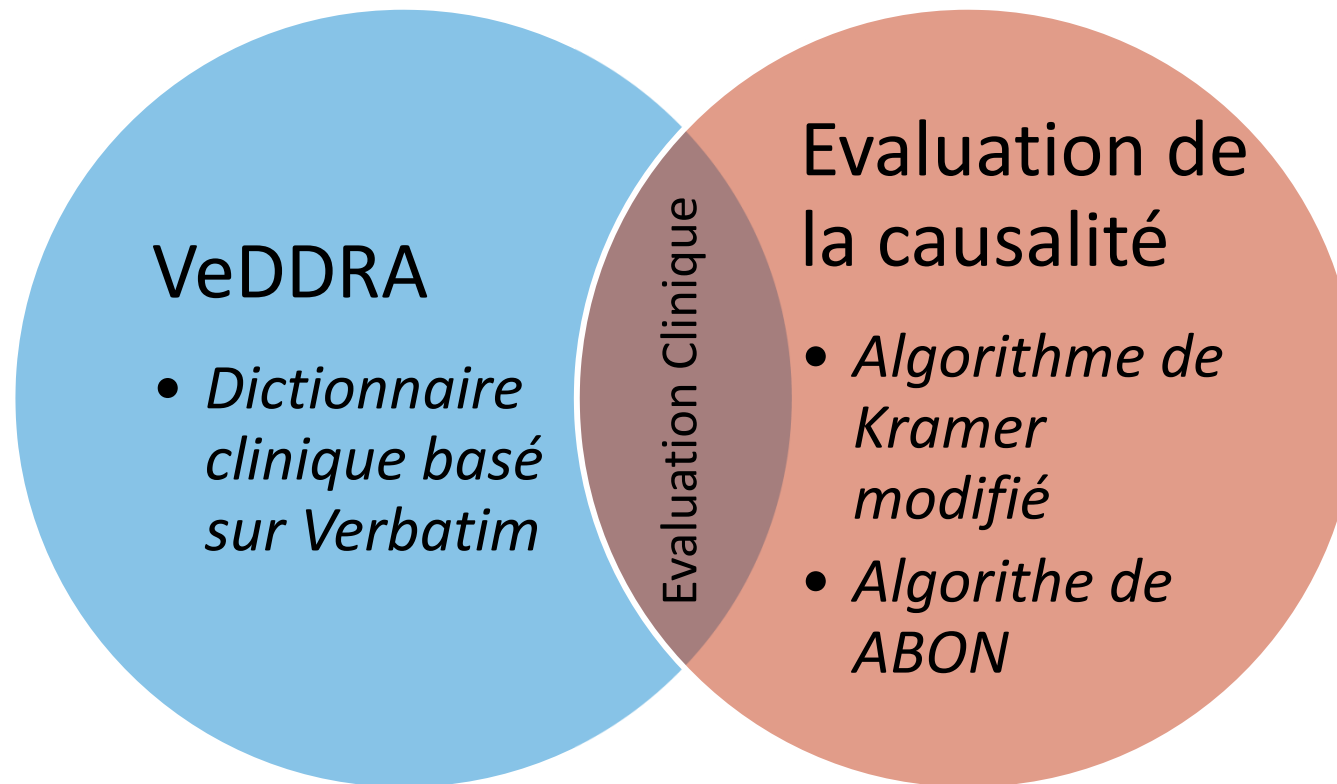 VeDDRA
• Dictionnaire
clinique basé
sur Verbatim
Evaluation Clinique
Evaluation de
la causalité
• Algorithme de
Kramer
modifié
• Algorithe de
ABON